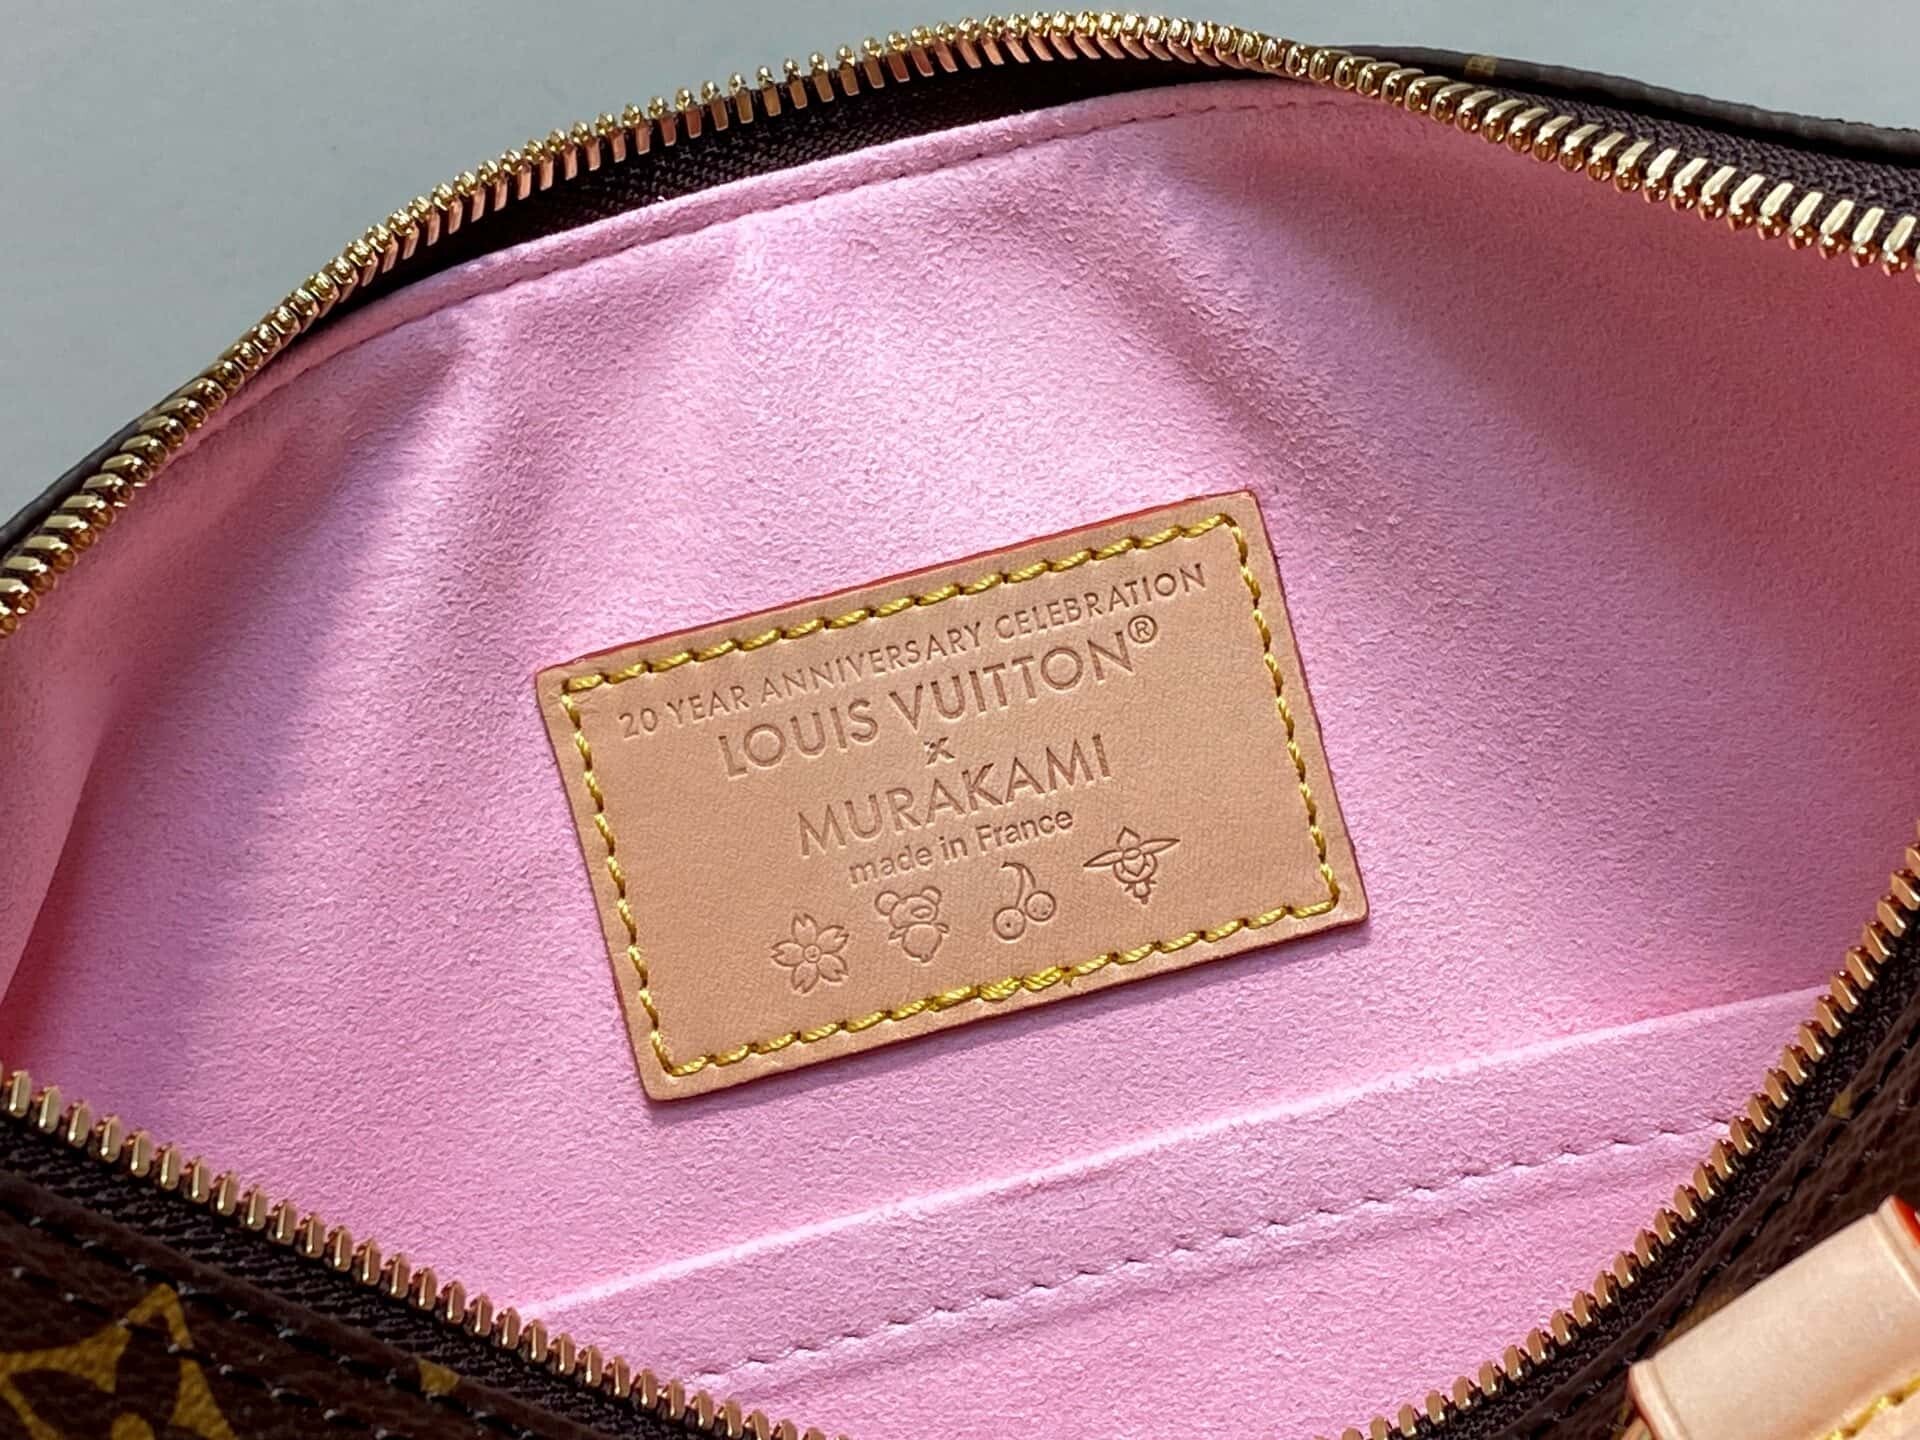 20 YEAR ANNIVERSARY CELEBRATION
LOUIS VUITTON®
x
MURAKAMI
made in France